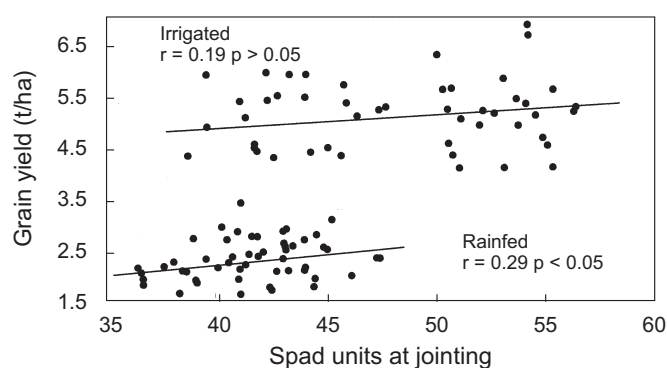 Irrigated
r = 0.19 p > 0.05
Grain yield (t/ha)
6.5
5.5
4.5
3.5
2.5
1.5
Rainfed
r = 0.29 p < 0.05
35 40 45 50 55 60
Spad units at jointing